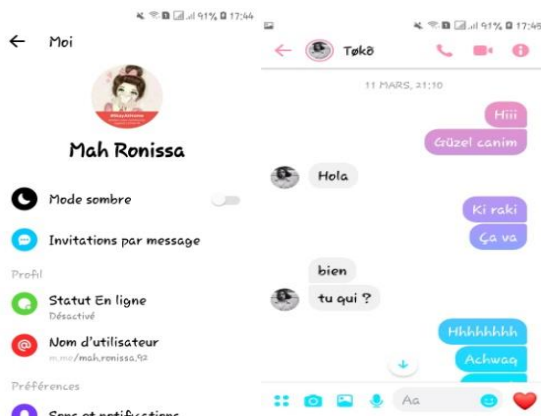 91% 17:44
Moi
#StayAtHome
Mah Ronissa
Mode sombre
Invitations par message
Profil
Statut En ligne
Désactivé
Nom d'utilisateur
m.me/mah.ronissa.92
Préférences
Sons et notifications
91% 17:45
Tøkõ
11 MARS, 21:10
Hiii
Güzel canim
Hola
Ki raki
Ça va
bien
tu qui ?
Hhhhhhhh
Achwaq
Aa